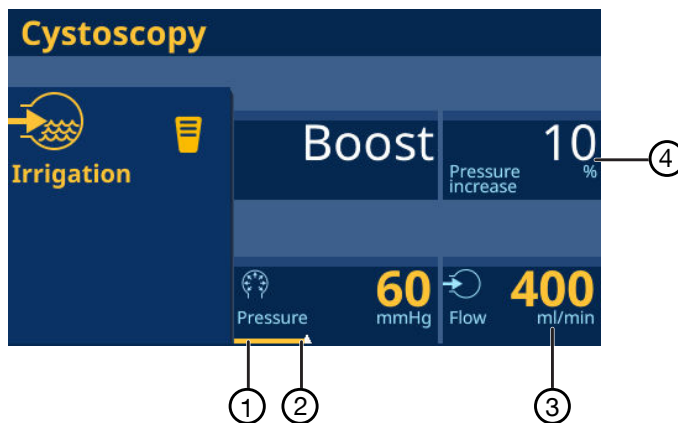 Cystoscopy
Irrigation
Boost
10
%
Pressure
increase
4
Pressure
60
mmHg
Flow
400
ml/min
1
2
3